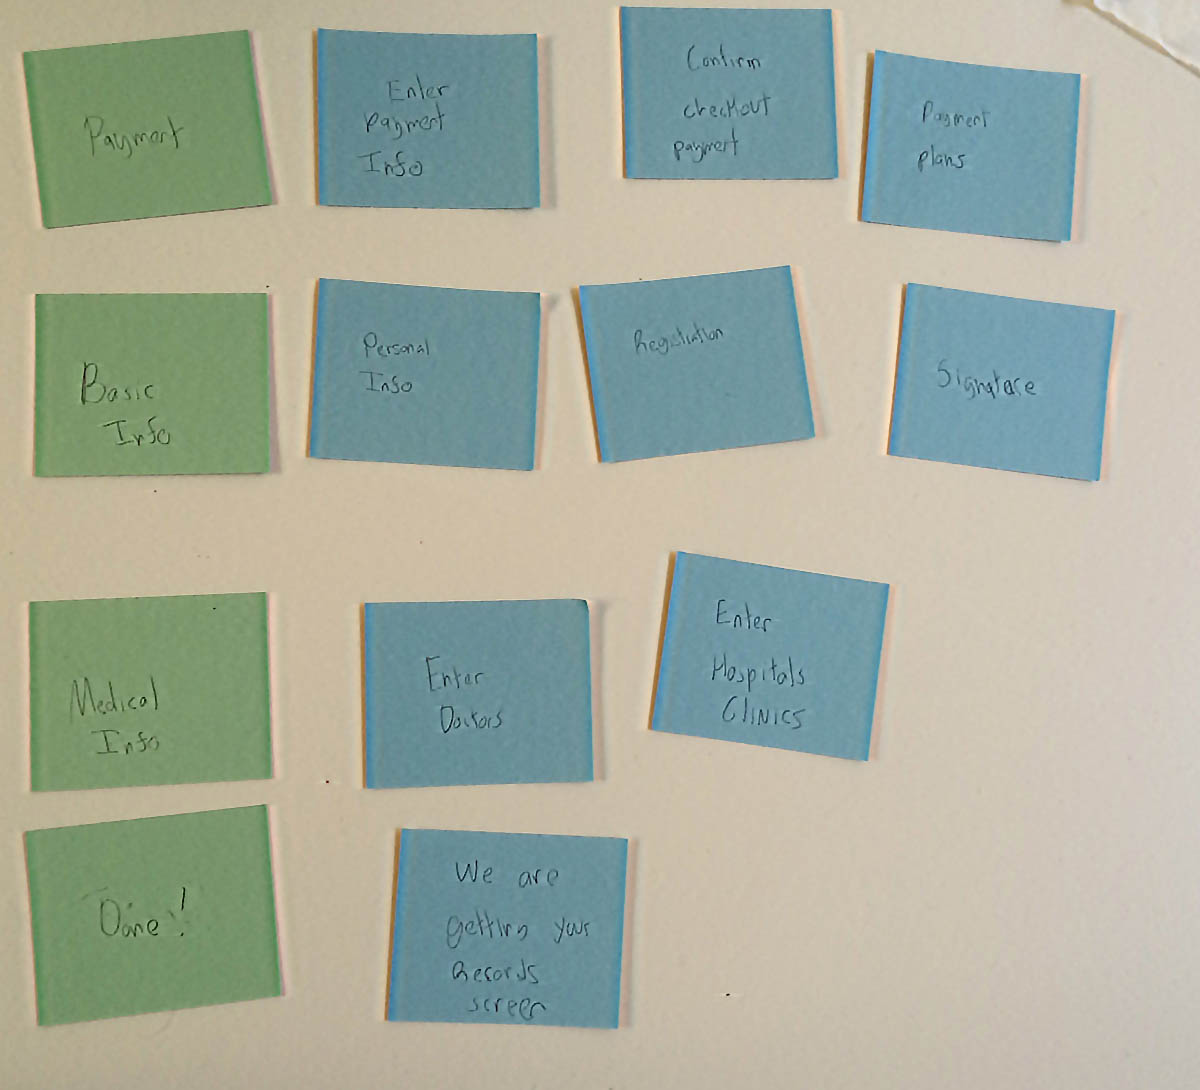 Payment
Enter
payment
Info
Confirm
checkout
payment
Payment
plans
Basic
Info
Personal
Info
Registration
Signature
Medical
Info
Enter
Doctors
Enter
Hospitals
Clinics
Done!
We are
getting your
Records
screen